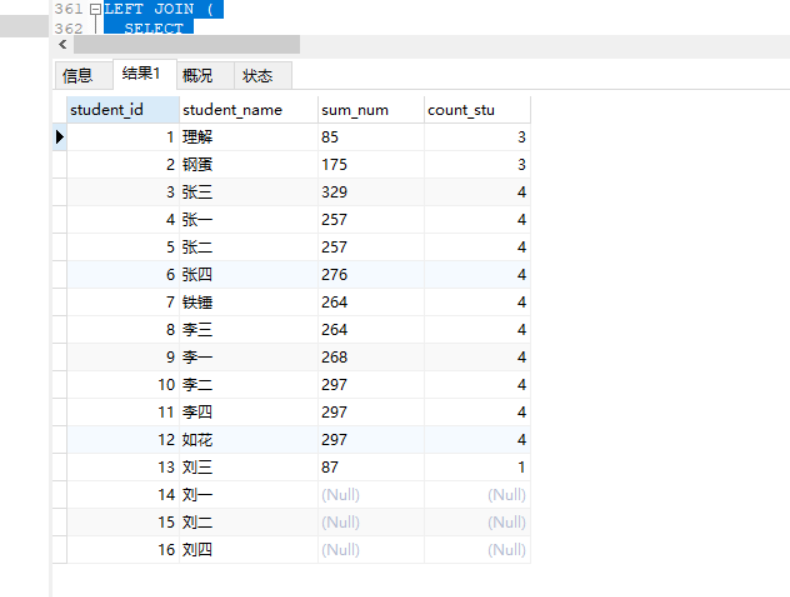 361 LEFT JOIN (
362 SELECT
信息 结果1 概况 状态
student_id student_name sum_num count_stu
1 理解 85 3
2 钢蛋 175 3
3 张三 329 4
4 张一 257 4
5 张二 257 4
6 张四 276 4
7 铁锤 264 4
8 李三 264 4
9 李一 268 4
10 李二 297 4
11 李四 297 4
12 如花 297 4
13 刘三 87 1
14 刘一 (Null) (Null)
15 刘二 (Null) (Null)
16 刘四 (Null) (Null)